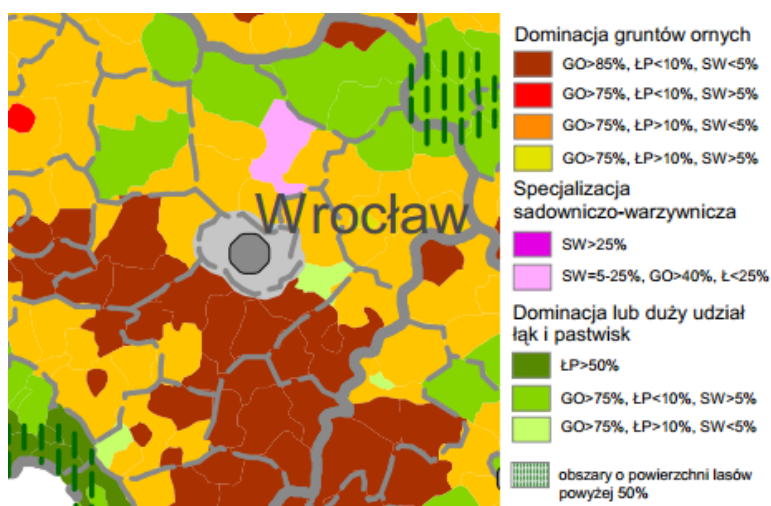 Wrocław
Dominacja gruntów ornych
GO>85%, ŁP<10%, SW<5%
GO>75%, ŁP<10%, SW>5%
GO>75%, ŁP>10%, SW<5%
GO>75%, ŁP>10%, SW>5%
Specjalizacja
sadowniczo-warzywnicza
SW>25%
SW=5-25%, GO>40%, Ł<25%
Dominacja lub duży udział
łąk i pastwisk
ŁP>50%
GO>75%, ŁP<10%, SW>5%
GO>75%, ŁP>10%, SW<5%
obszary o powierzchni lasów
powyżej 50%